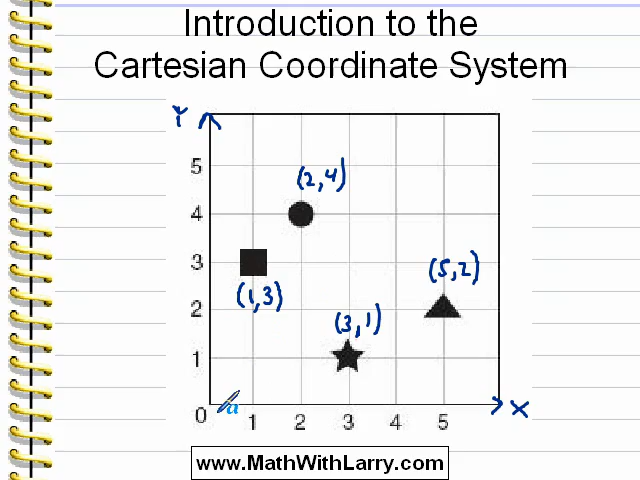 Introduction to the
Cartesian Coordinate System
Y
5
(2,4)
4
3
(5,2)
(1,3)
2
(3,1)
1
0
1 2 3 4 5
X
www.MathWithLarry.com